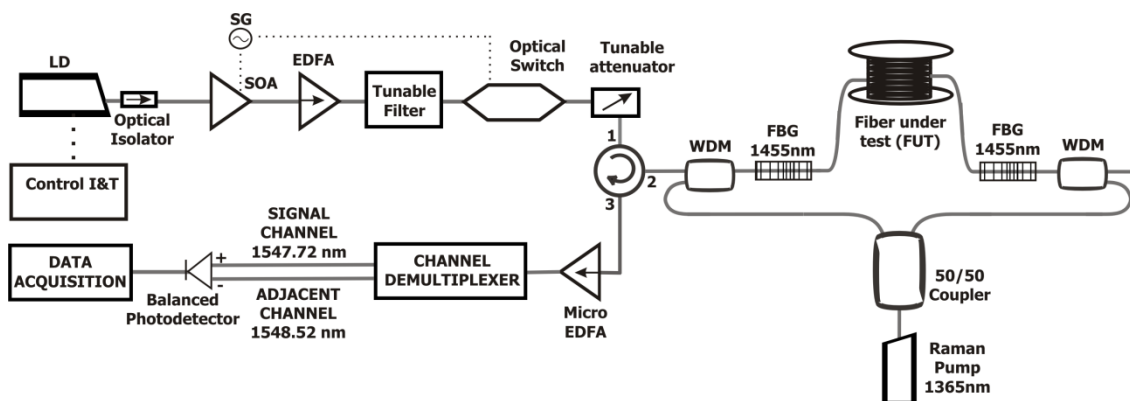 SG
LD
SOA
EDFA
Optical
Switch
Tunable
attenuator
Optical
Isolator
Tunable
Filter
Control I&T
1
2
3
WDM
FBG
1455nm
Fiber under
test (FUT)
FBG
1455nm
WDM
SIGNAL
CHANNEL
1547.72 nm
DATA
ACQUISITION
+
-
Balanced
Photodetector
ADJACENT
CHANNEL
1548.52 nm
CHANNEL
DEMULTIPLEXER
Micro
EDFA
50/50
Coupler
Raman
Pump
1365nm